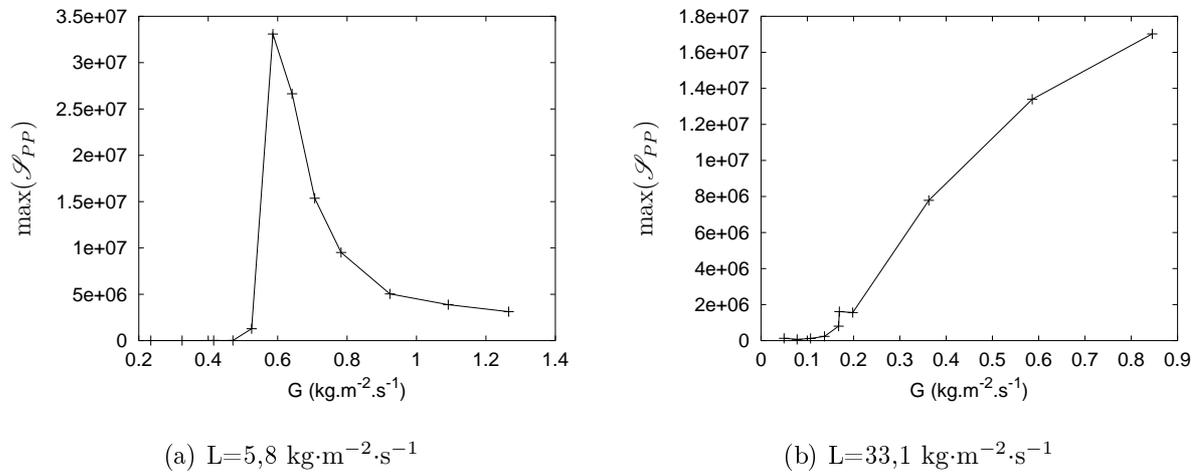 3.5e+07
3e+07
2.5e+07
2e+07
1.5e+07
1e+07
5e+06
0
max(𝒮_PP)
0.2 0.4 0.6 0.8 1 1.2 1.4
G (kg.m⁻².s⁻¹)
(a) L=5,8 kg·m⁻²·s⁻¹
1.8e+07
1.6e+07
1.4e+07
1.2e+07
1e+07
8e+06
6e+06
4e+06
2e+06
0
max(𝒮_PP)
0 0.1 0.2 0.3 0.4 0.5 0.6 0.7 0.8 0.9
G (kg.m⁻².s⁻¹)
(b) L=33,1 kg·m⁻²·s⁻¹